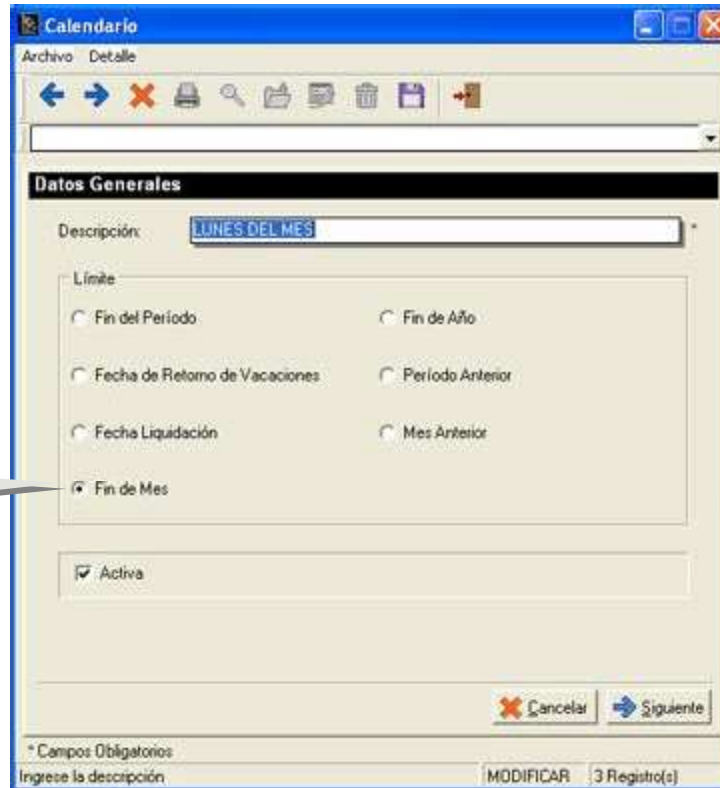 Calendario
Archivo Detalle
Datos Generales
Descripción: LUNES DEL MES *
Límite
Fin del Período Fin de Año
Fecha de Retorno de Vacaciones Período Anterior
Fecha Liquidación Mes Anterior
Fin de Mes
Activa
Cancelar Siguiente
* Campos Obligatorios
Ingrese la descripción MODIFICAR 3 Registro(s)